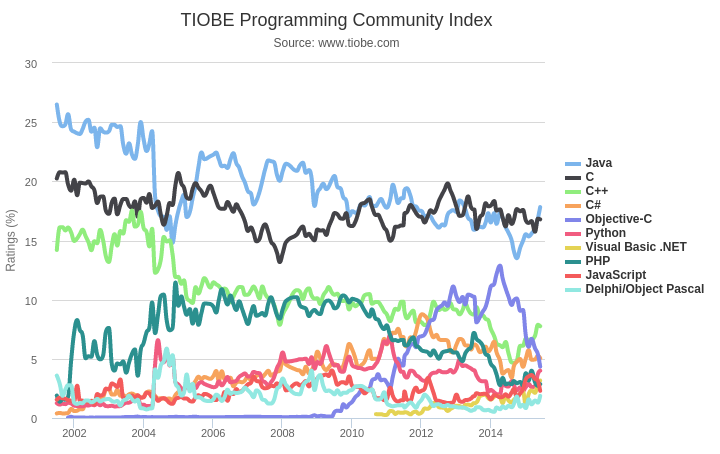 TIOBE Programming Community Index
Source: www.tiobe.com
Ratings (%)
30
25
20
15
10
5
0
2002
2004
2006
2008
2010
2012
2014
Java
C
C++
C#
Objective-C
Python
Visual Basic .NET
PHP
JavaScript
Delphi/Object Pascal